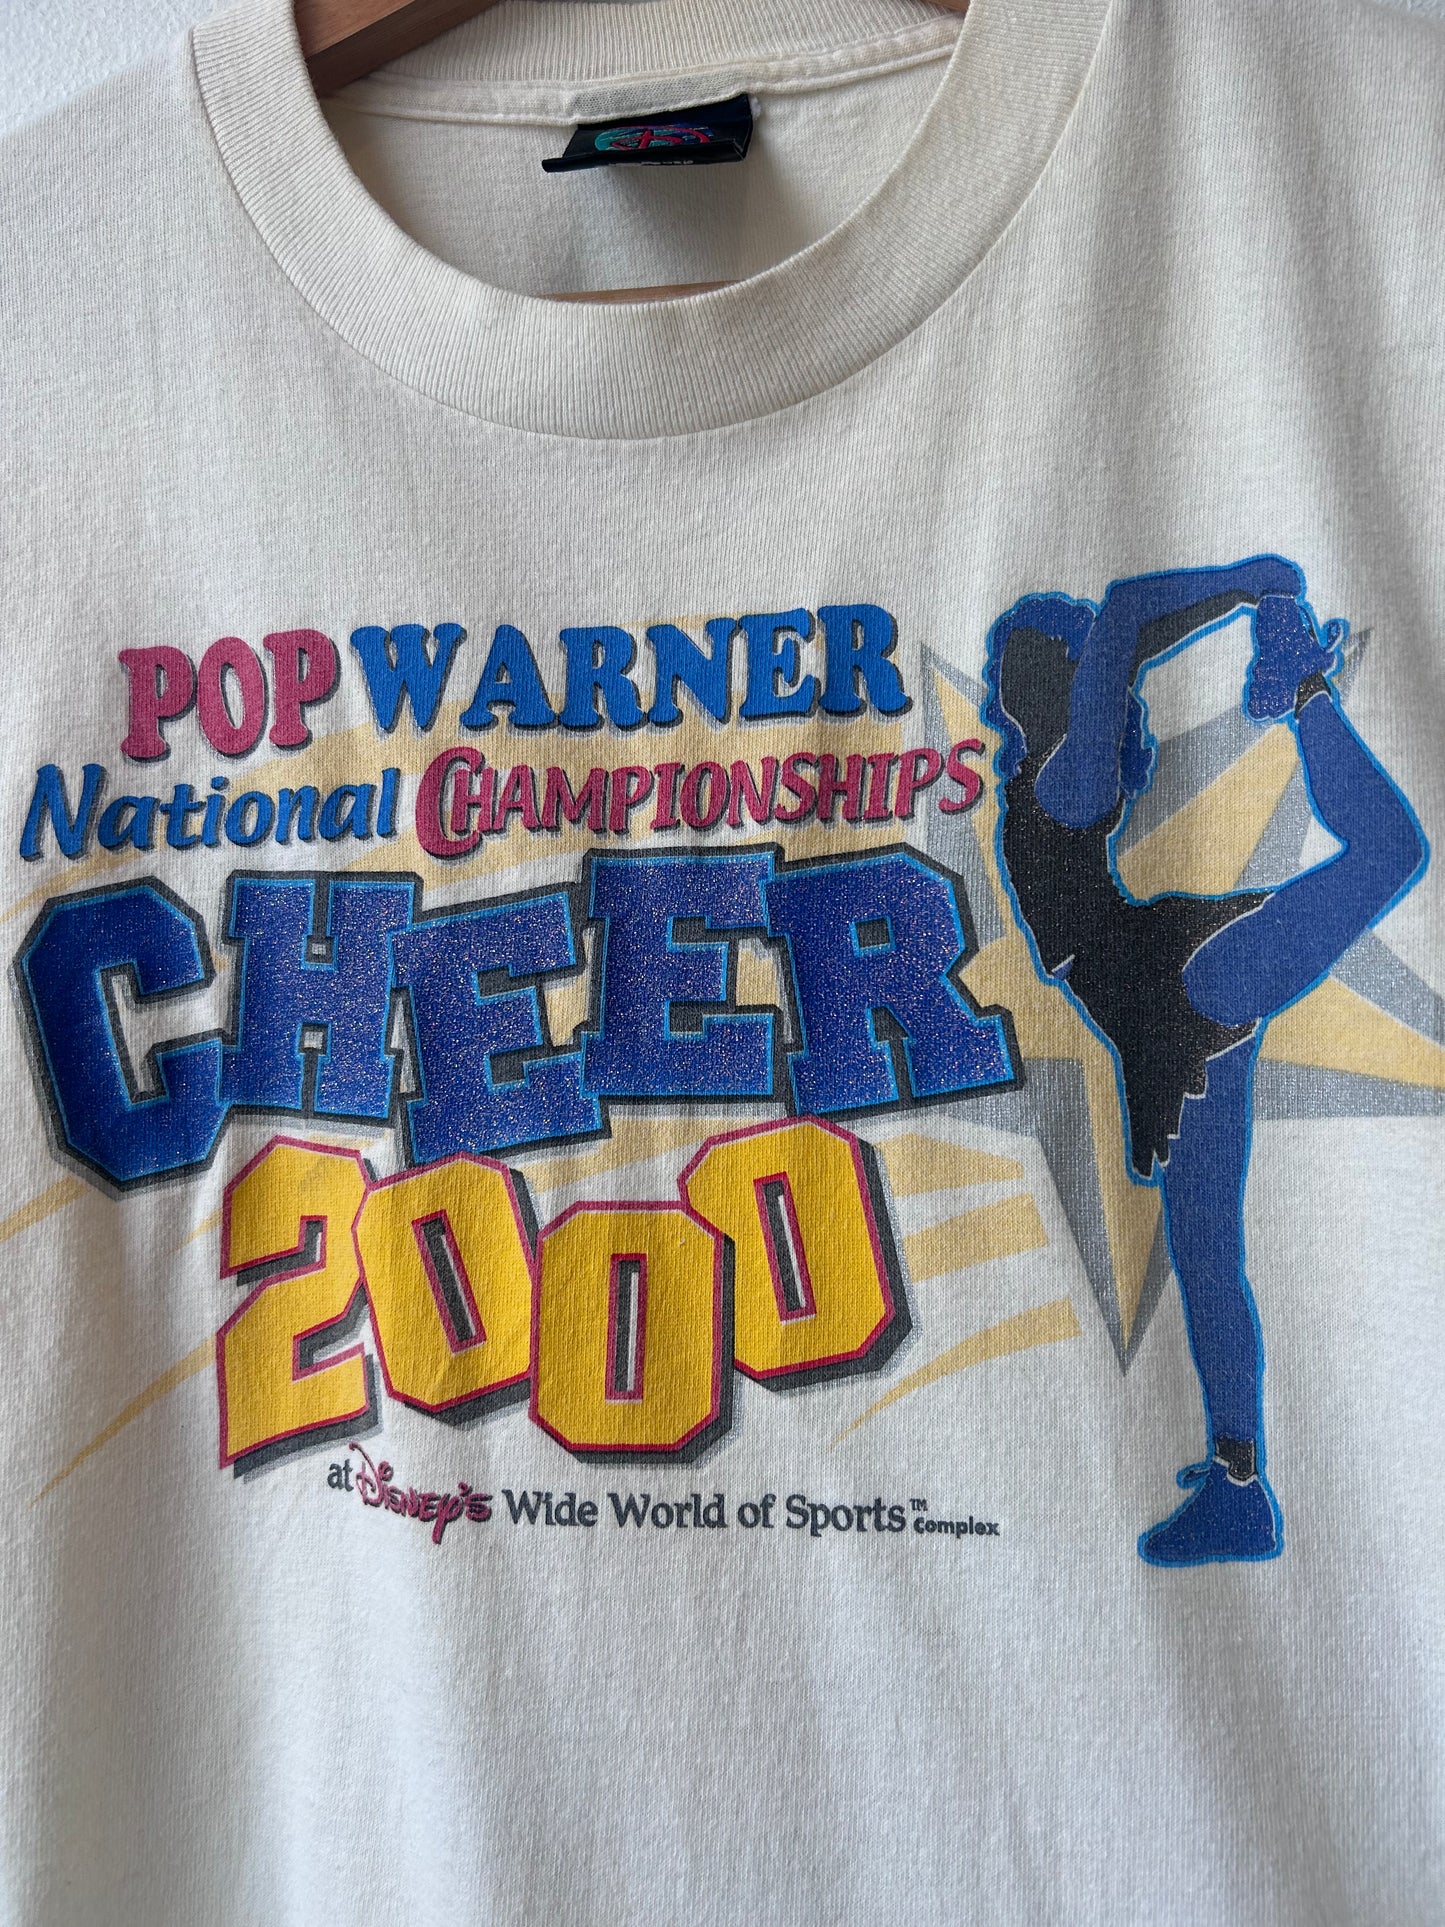 POP WARNER
National CHAMPIONSHIPS
CHEER
2000
at Disney's Wide World of Sports™ Complex